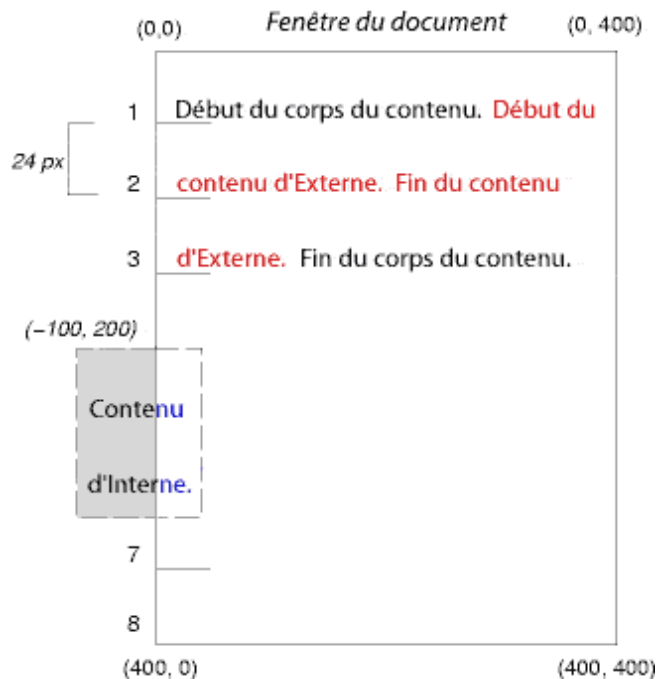 Fenêtre du document
(0,0)
(0, 400)
1
Début du corps du contenu. Début du
24 px
2
contenu d'Externe. Fin du contenu
3
d'Externe. Fin du corps du contenu.
(–100, 200)
Contenu
d'Interne.
7
8
(400, 0)
(400, 400)